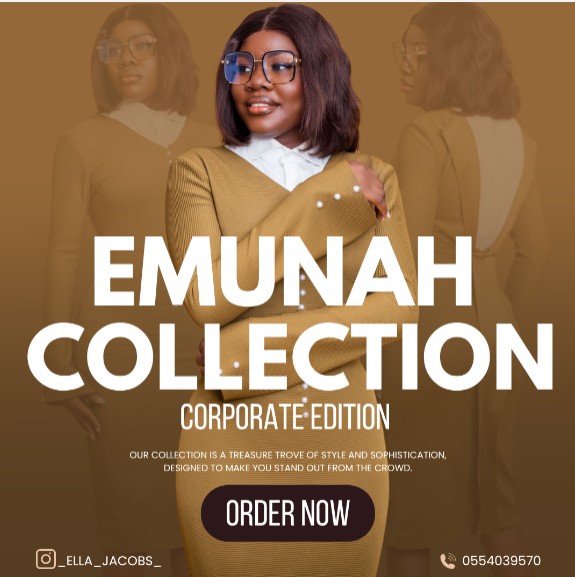 EMUNAH
COLLECTION
CORPORATE EDITION
OUR COLLECTION IS A TREASURE TROVE OF STYLE AND SOPHISTICATION,
DESIGNED TO MAKE YOU STAND OUT FROM THE CROWD.
ORDER NOW
_ELLA_JACOBS_
0554039570